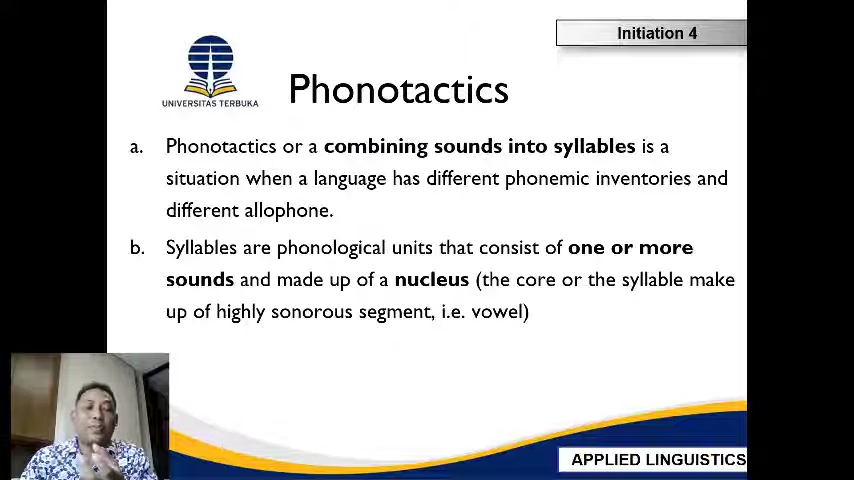 Initiation 4
UNIVERSITAS TERBUKA
Phonotactics
a. Phonotactics or a combining sounds into syllables is a
situation when a language has different phonemic inventories and
different allophone.
b. Syllables are phonological units that consist of one or more
sounds and made up of a nucleus (the core or the syllable make
up of highly sonorous segment, i.e. vowel)
APPLIED LINGUISTICS